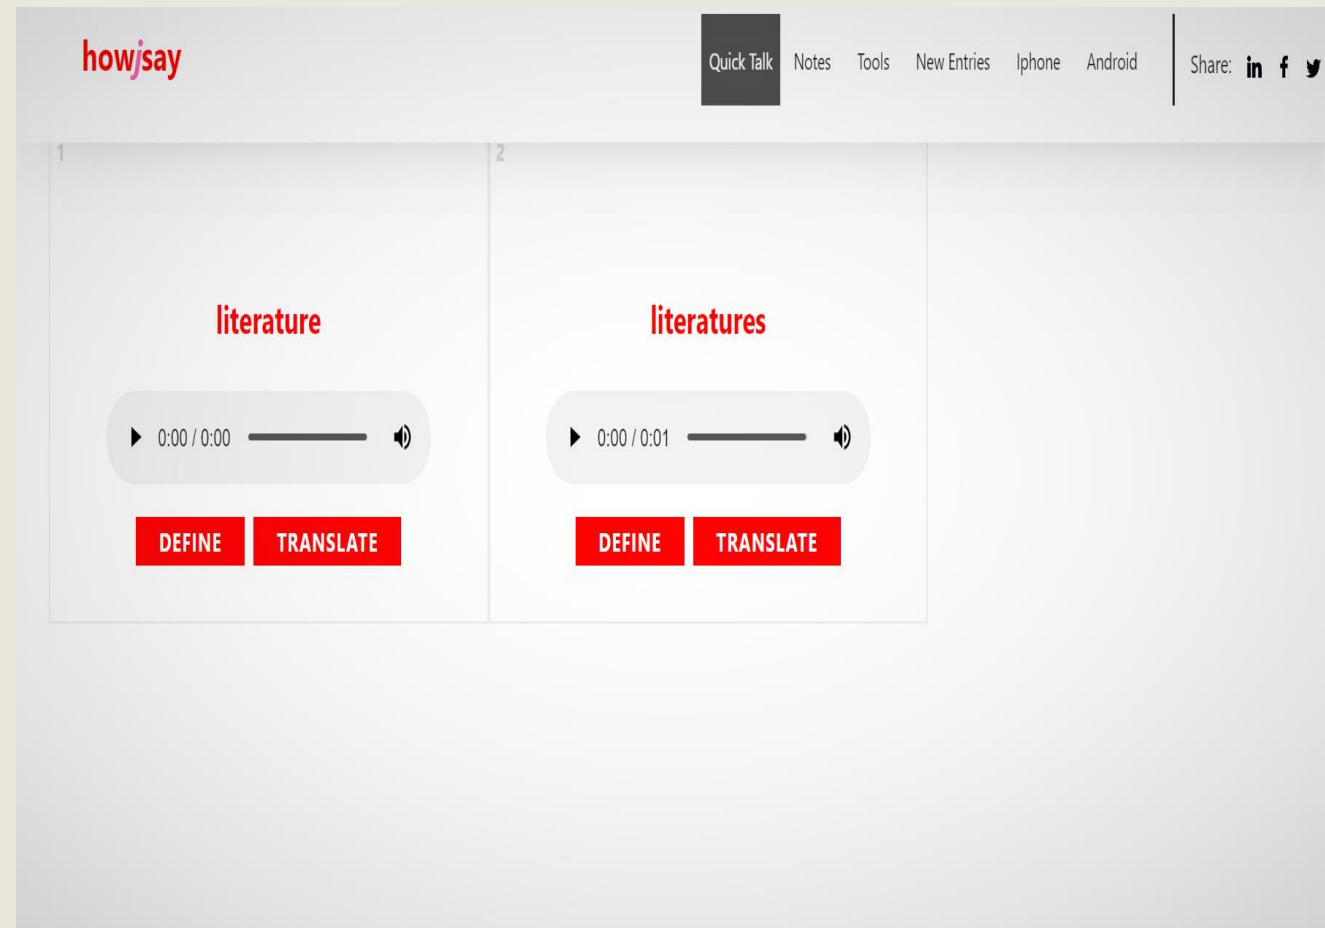 howjsay
Quick Talk Notes Tools New Entries Iphone Android Share: in f
1 2
literature literatures
0:00 / 0:00 0:00 / 0:01
DEFINE TRANSLATE DEFINE TRANSLATE